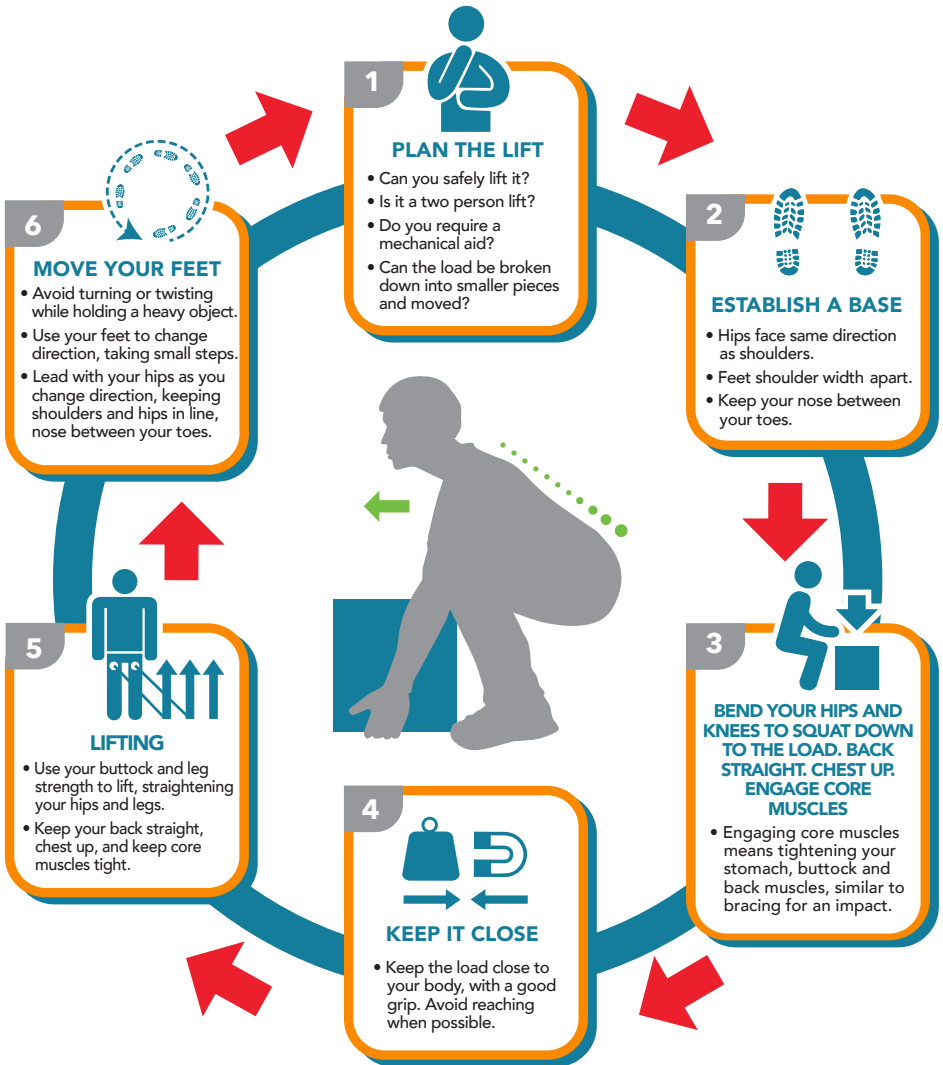 1
PLAN THE LIFT
• Can you safely lift it?
• Is it a two person lift?
• Do you require a
mechanical aid?
• Can the load be broken
down into smaller pieces
and moved?
2
ESTABLISH A BASE
• Hips face same direction
as shoulders.
• Feet shoulder width apart.
• Keep your nose between
your toes.
3
BEND YOUR HIPS AND
KNEES TO SQUAT DOWN
TO THE LOAD. BACK
STRAIGHT. CHEST UP.
ENGAGE CORE
MUSCLES
• Engaging core muscles
means tightening your
stomach, buttock and
back muscles, similar to
bracing for an impact.
4
KEEP IT CLOSE
• Keep the load close to
your body, with a good
grip. Avoid reaching
when possible.
5
LIFTING
• Use your buttock and leg
strength to lift, straightening
your hips and legs.
• Keep your back straight,
chest up, and keep core
muscles tight.
6
MOVE YOUR FEET
• Avoid turning or twisting
while holding a heavy object.
• Use your feet to change
direction, taking small steps.
• Lead with your hips as you
change direction, keeping
shoulders and hips in line,
nose between your toes.